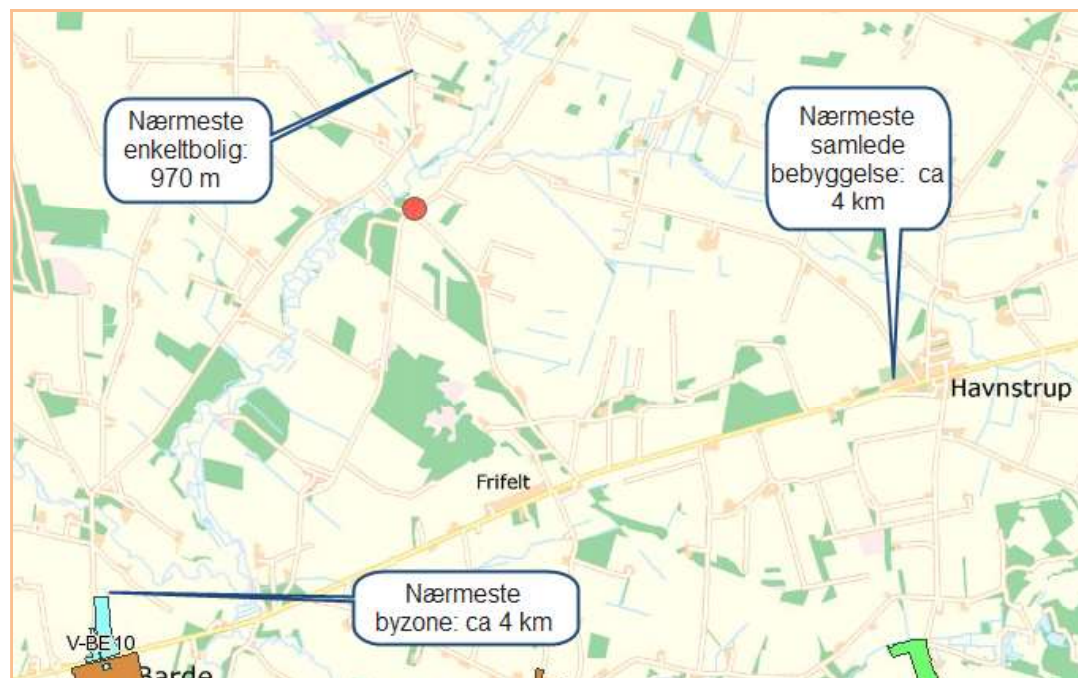 Nærmeste
enkeltbolig:
970 m
Nærmeste
samlede
bebyggelse: ca
4 km
Havnstrup
Frifelt
Nærmeste
byzone: ca 4 km
V-BE 10
Barde